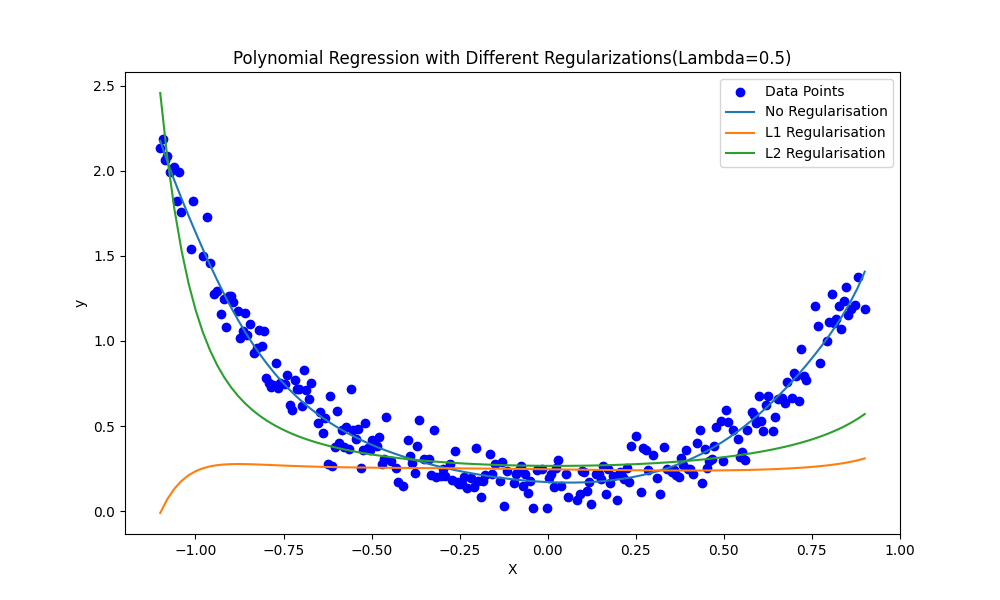 Polynomial Regression with Different Regularizations(Lambda=0.5)
2.5
2.0
1.5
1.0
0.5
0.0
y
Data Points
No Regularisation
L1 Regularisation
L2 Regularisation
−1.00 −0.75 −0.50 −0.25 0.00 0.25 0.50 0.75 1.00
X